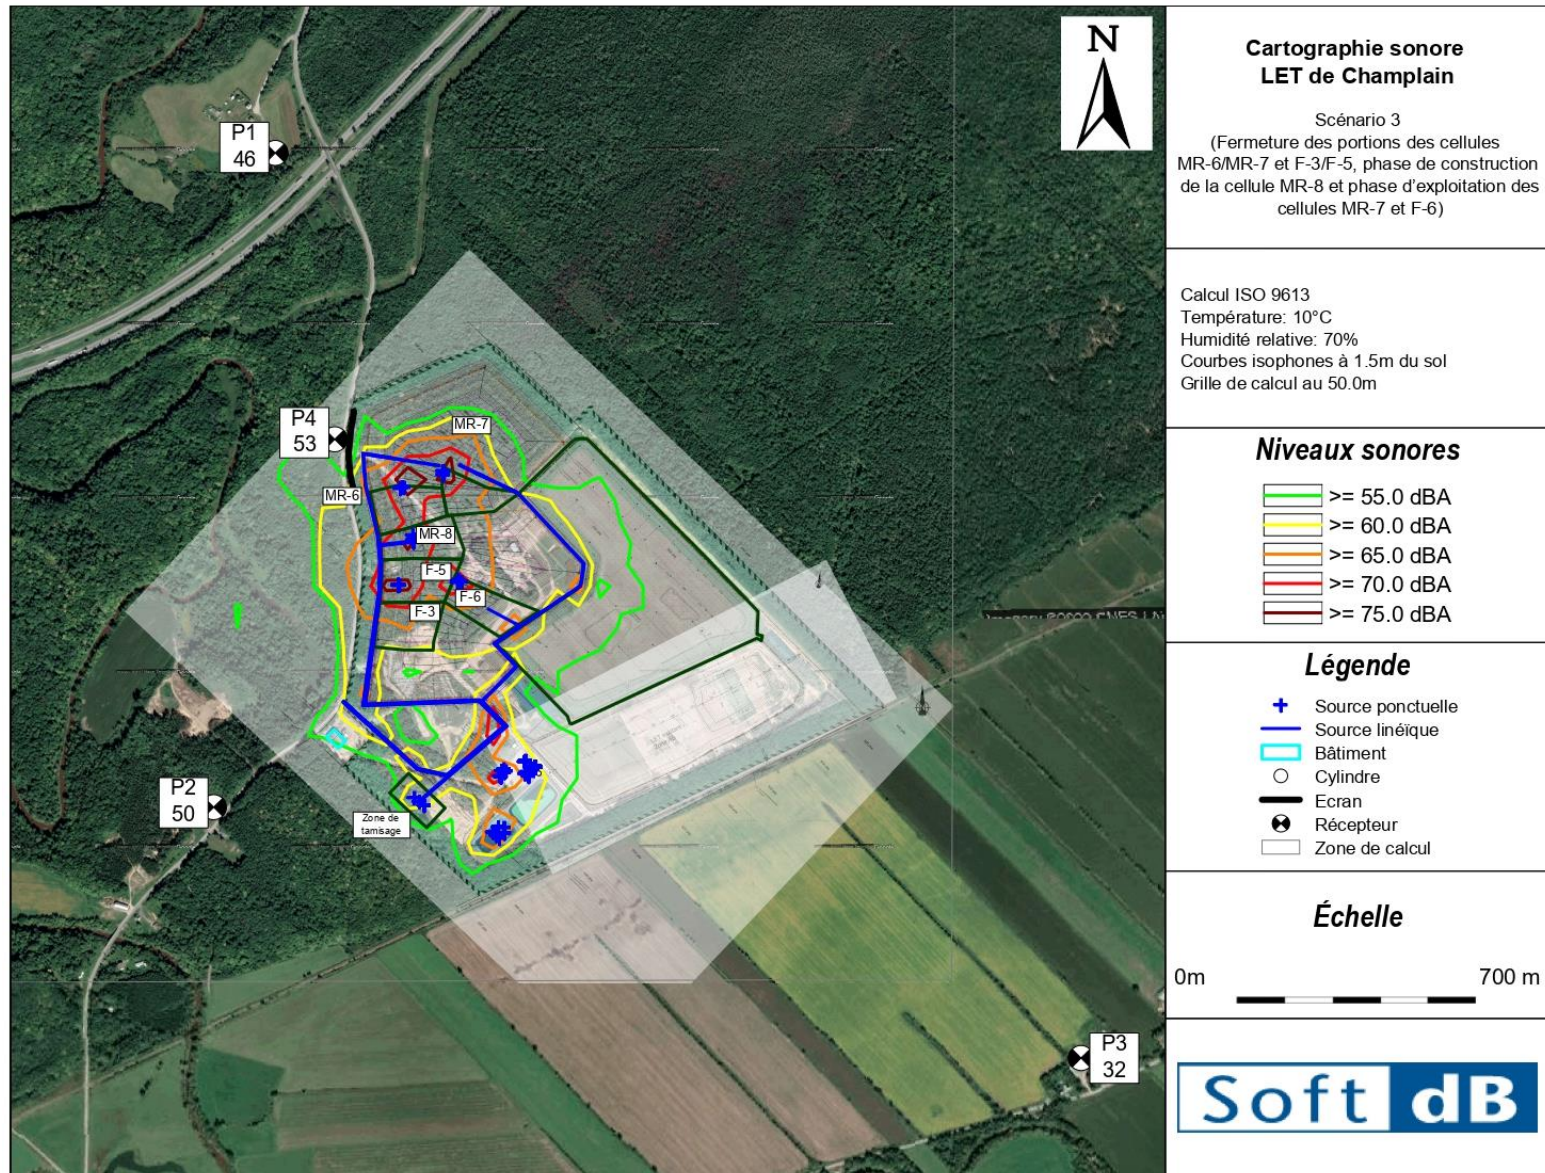 N
P1
46
P4
53
MR-7
MR-6
MR-8
F-5
F-6
F-3
P2
50
Zone de
tamisage
P3
32
Cartographie sonore
LET de Champlain
Scénario 3
(Fermeture des portions des cellules
MR-6/MR-7 et F-3/F-5, phase de construction
de la cellule MR-8 et phase d'exploitation des
cellules MR-7 et F-6)
Calcul ISO 9613
Température: 10°C
Humidité relative: 70%
Courbes isophones à 1.5m du sol
Grille de calcul au 50.0m
Niveaux sonores
>= 55.0 dBA
>= 60.0 dBA
>= 65.0 dBA
>= 70.0 dBA
>= 75.0 dBA
Légende
Source ponctuelle
Source linéïque
Bâtiment
Cylindre
Ecran
Récepteur
Zone de calcul
Échelle
0m 700 m
Soft dB